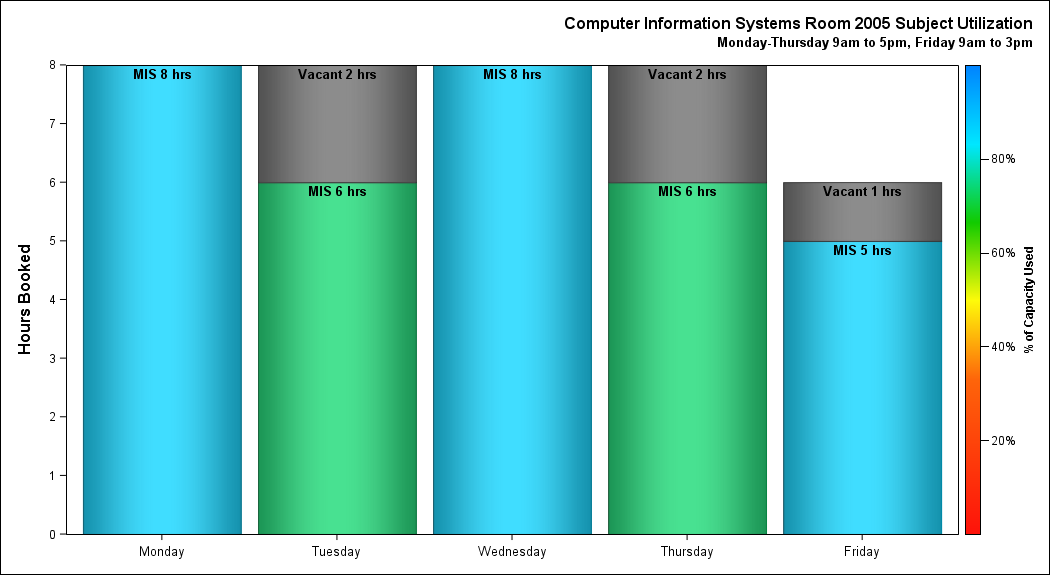 Computer Information Systems Room 2005 Subject Utilization
Monday-Thursday 9am to 5pm, Friday 9am to 3pm
Hours Booked
8
7
6
5
4
3
2
1
0
MIS 8 hrs
Vacant 2 hrs
MIS 8 hrs
Vacant 2 hrs
MIS 6 hrs
MIS 6 hrs
Vacant 1 hrs
MIS 5 hrs
Monday
Tuesday
Wednesday
Thursday
Friday
80%
60%
40%
20%
% of Capacity Used